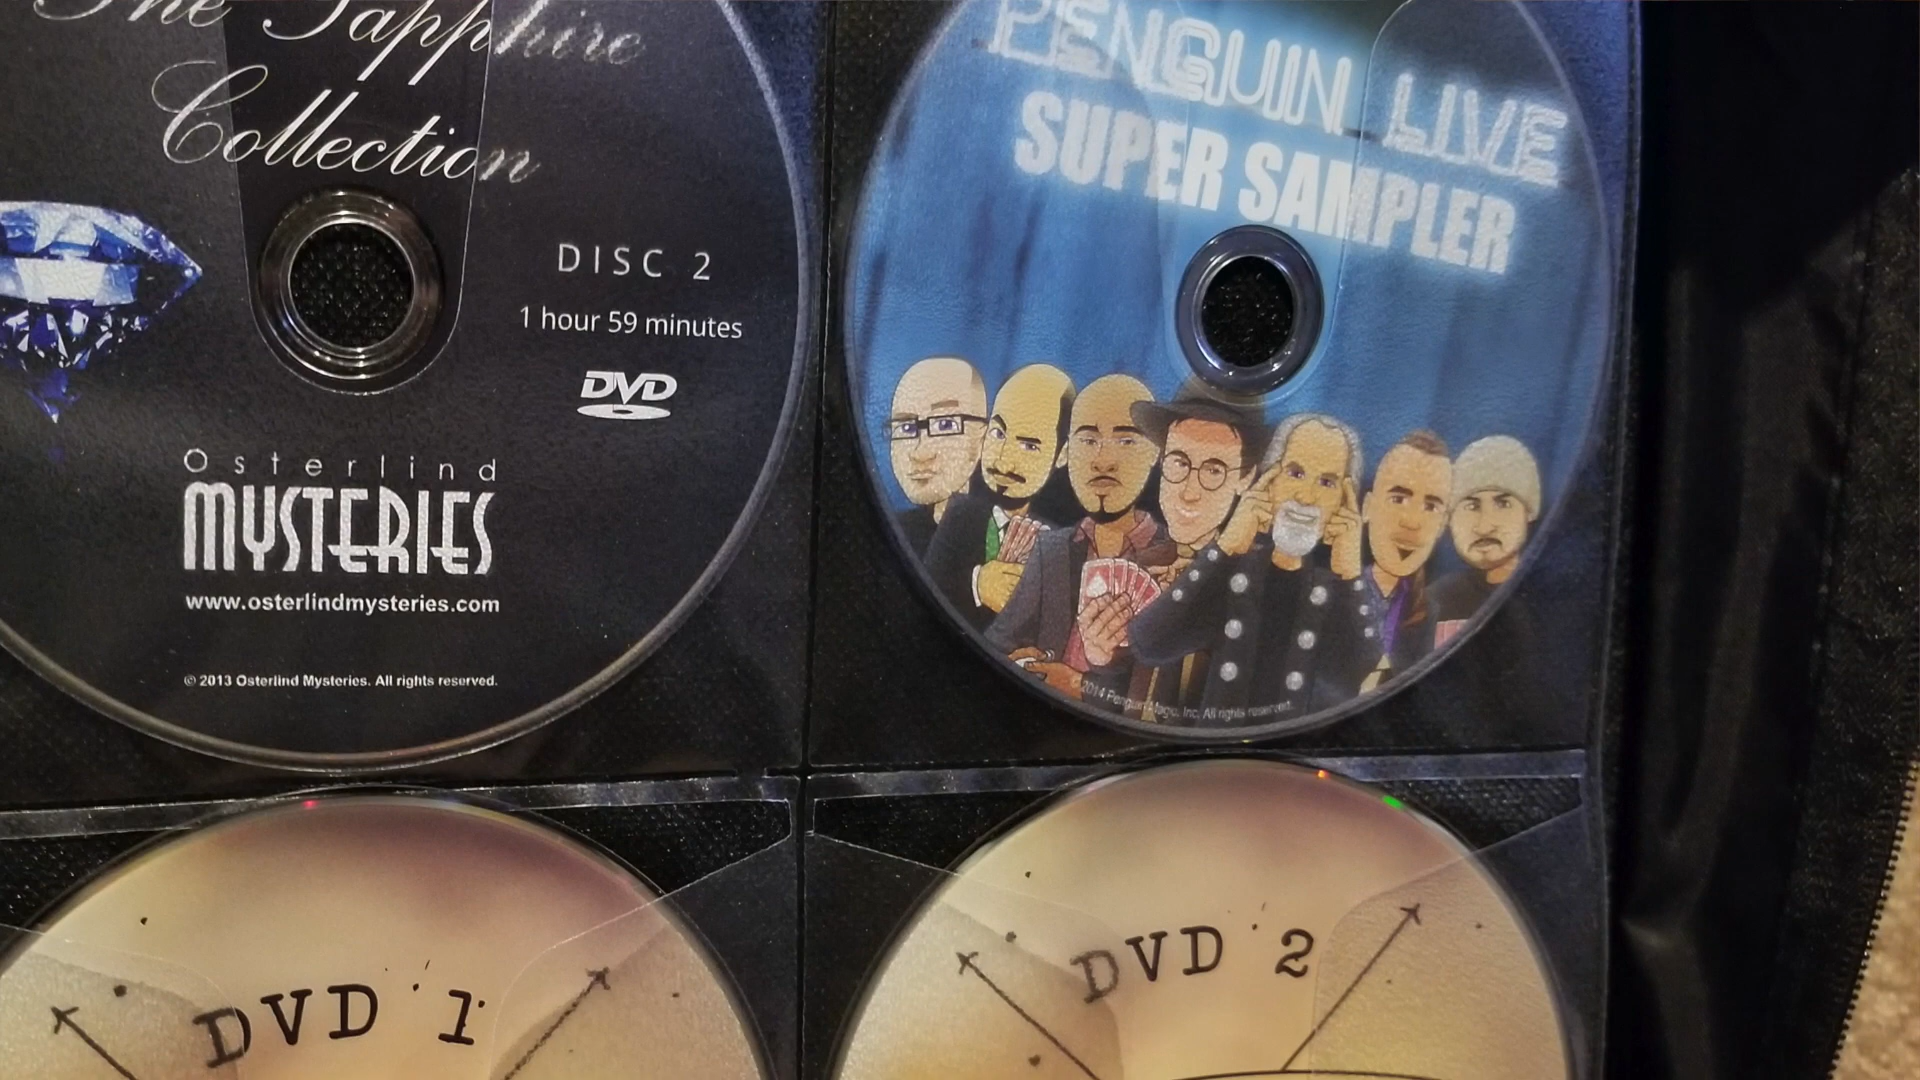 The Sapphire
Collection
DISC 2
1 hour 59 minutes
DVD
Osterlind
MYSTERIES
www.osterlindmysteries.com
© 2013 Osterlind Mysteries. All rights reserved.
PENGUIN LIVE
SUPER SAMPLER
2014 Penguin Magic, Inc. All rights reserved.
DVD 1
DVD 2